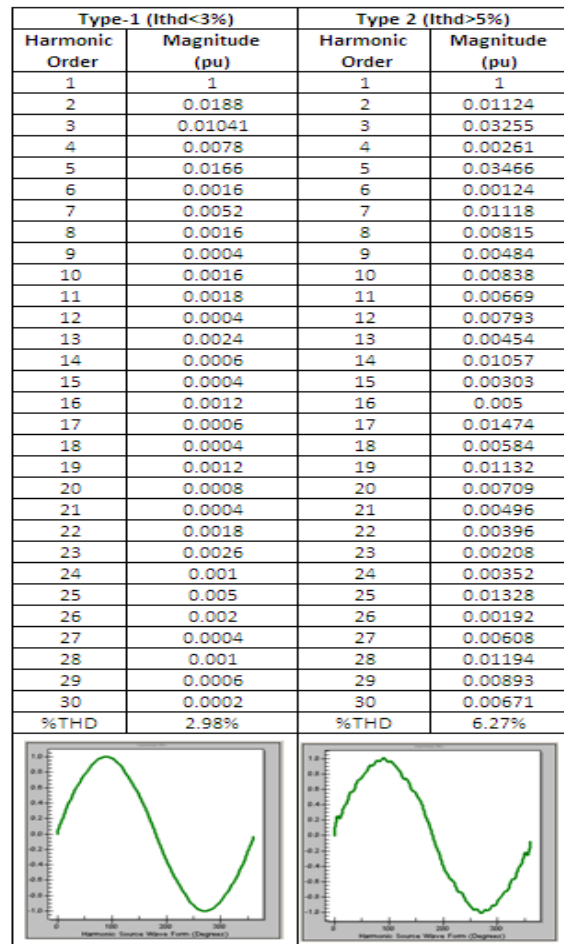 Type-1 (Ithd<3%) Type 2 (Ithd>5%)
Harmonic Order Magnitude (pu) Harmonic Order Magnitude (pu)
1 1 1 1
2 0.0188 2 0.01124
3 0.01041 3 0.03255
4 0.0078 4 0.00261
5 0.0166 5 0.03466
6 0.0016 6 0.00124
7 0.0052 7 0.01118
8 0.0016 8 0.00815
9 0.0004 9 0.00484
10 0.0016 10 0.00838
11 0.0018 11 0.00669
12 0.0004 12 0.00793
13 0.0024 13 0.00454
14 0.0006 14 0.01057
15 0.0004 15 0.00303
16 0.0012 16 0.005
17 0.0006 17 0.01474
18 0.0004 18 0.00584
19 0.0012 19 0.01132
20 0.0008 20 0.00709
21 0.0004 21 0.00496
22 0.0018 22 0.00396
23 0.0026 23 0.00208
24 0.001 24 0.00352
25 0.005 25 0.01328
26 0.002 26 0.00192
27 0.0004 27 0.00608
28 0.001 28 0.01194
29 0.0006 29 0.00893
30 0.0002 30 0.00671
%THD 2.98% %THD 6.27%
Harmonic Source Wave Form (Degrees) Harmonic Source Wave Form (Degrees)